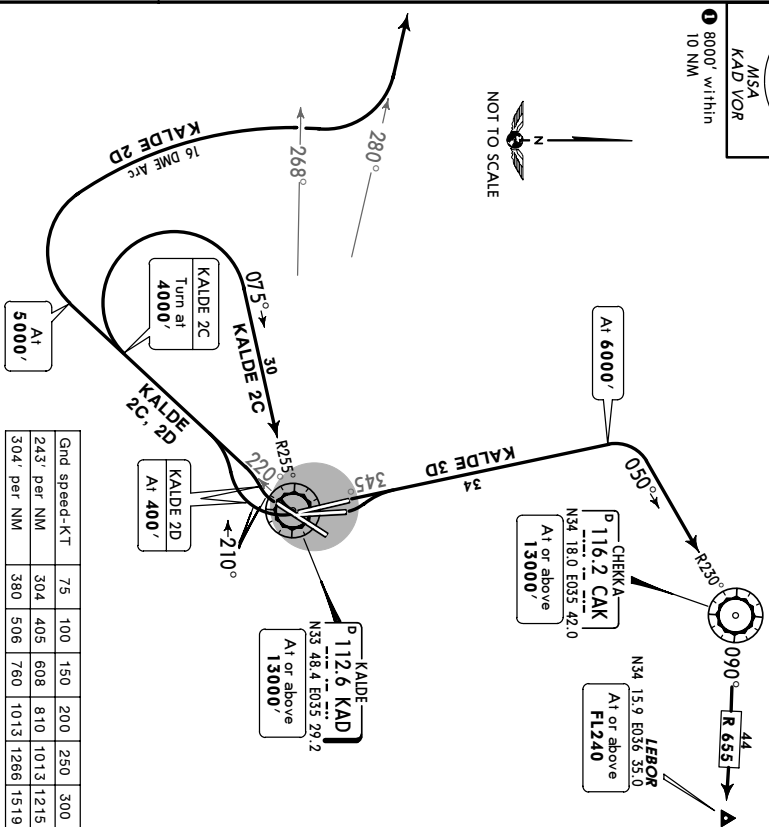 MSA
KAD VOR
❶ 8000' within
10 NM
NOT TO SCALE
N
280°
268°
KALDE 2D
16 DME Arc
At
5000'
KALDE 2C
Turn at
4000'
075°
30
KALDE 2C
R255°
KALDE
2C, 2D
220°
KALDE 2D
At 400'
210°
345°
KALDE 3D
34
At 6000'
050°
R230°
CHEKKA
D 116.2 CAK
N34 18.0 E035 42.0
At or above
13000'
KALDE
D 112.6 KAD
N33 48.4 E035 29.2
At or above
13000'
090°
44
R 655
LEBOR
N34 15.9 E036 35.0
At or above
FL240
Gnd speed-KT 75 100 150 200 250 300
243' per NM 304 405 608 810 1013 1215
304' per NM 380 506 760 1013 1266 1519